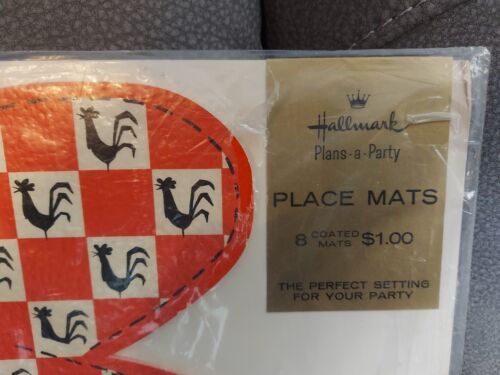 Hallmark
Plans-a-Party
PLACE MATS
8 COATED MATS $1.00
THE PERFECT SETTING
FOR YOUR PARTY